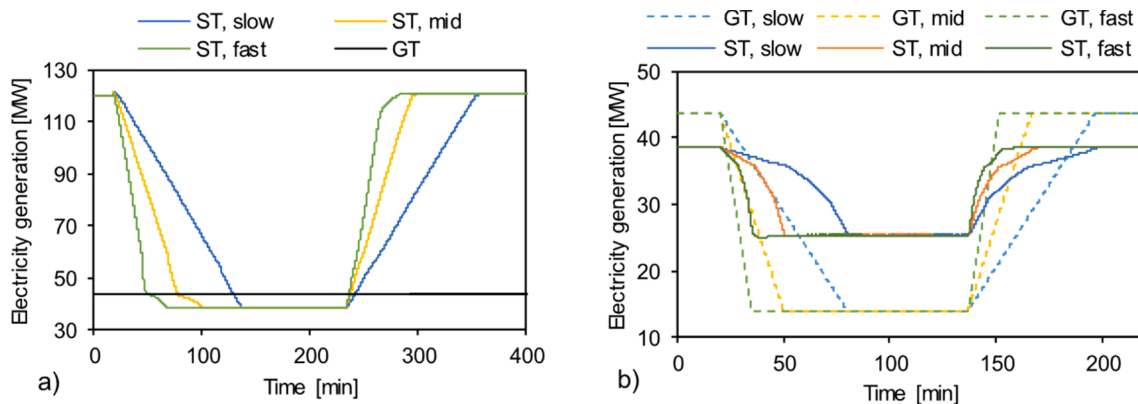 ST, slow ST, mid
ST, fast GT
Electricity generation [MW]
130
110
90
70
50
30
0 100 200 300 400
Time [min]
a)
GT, slow GT, mid GT, fast
ST, slow ST, mid ST, fast
Electricity generation [MW]
50
40
30
20
10
0 50 100 150 200
Time [min]
b)